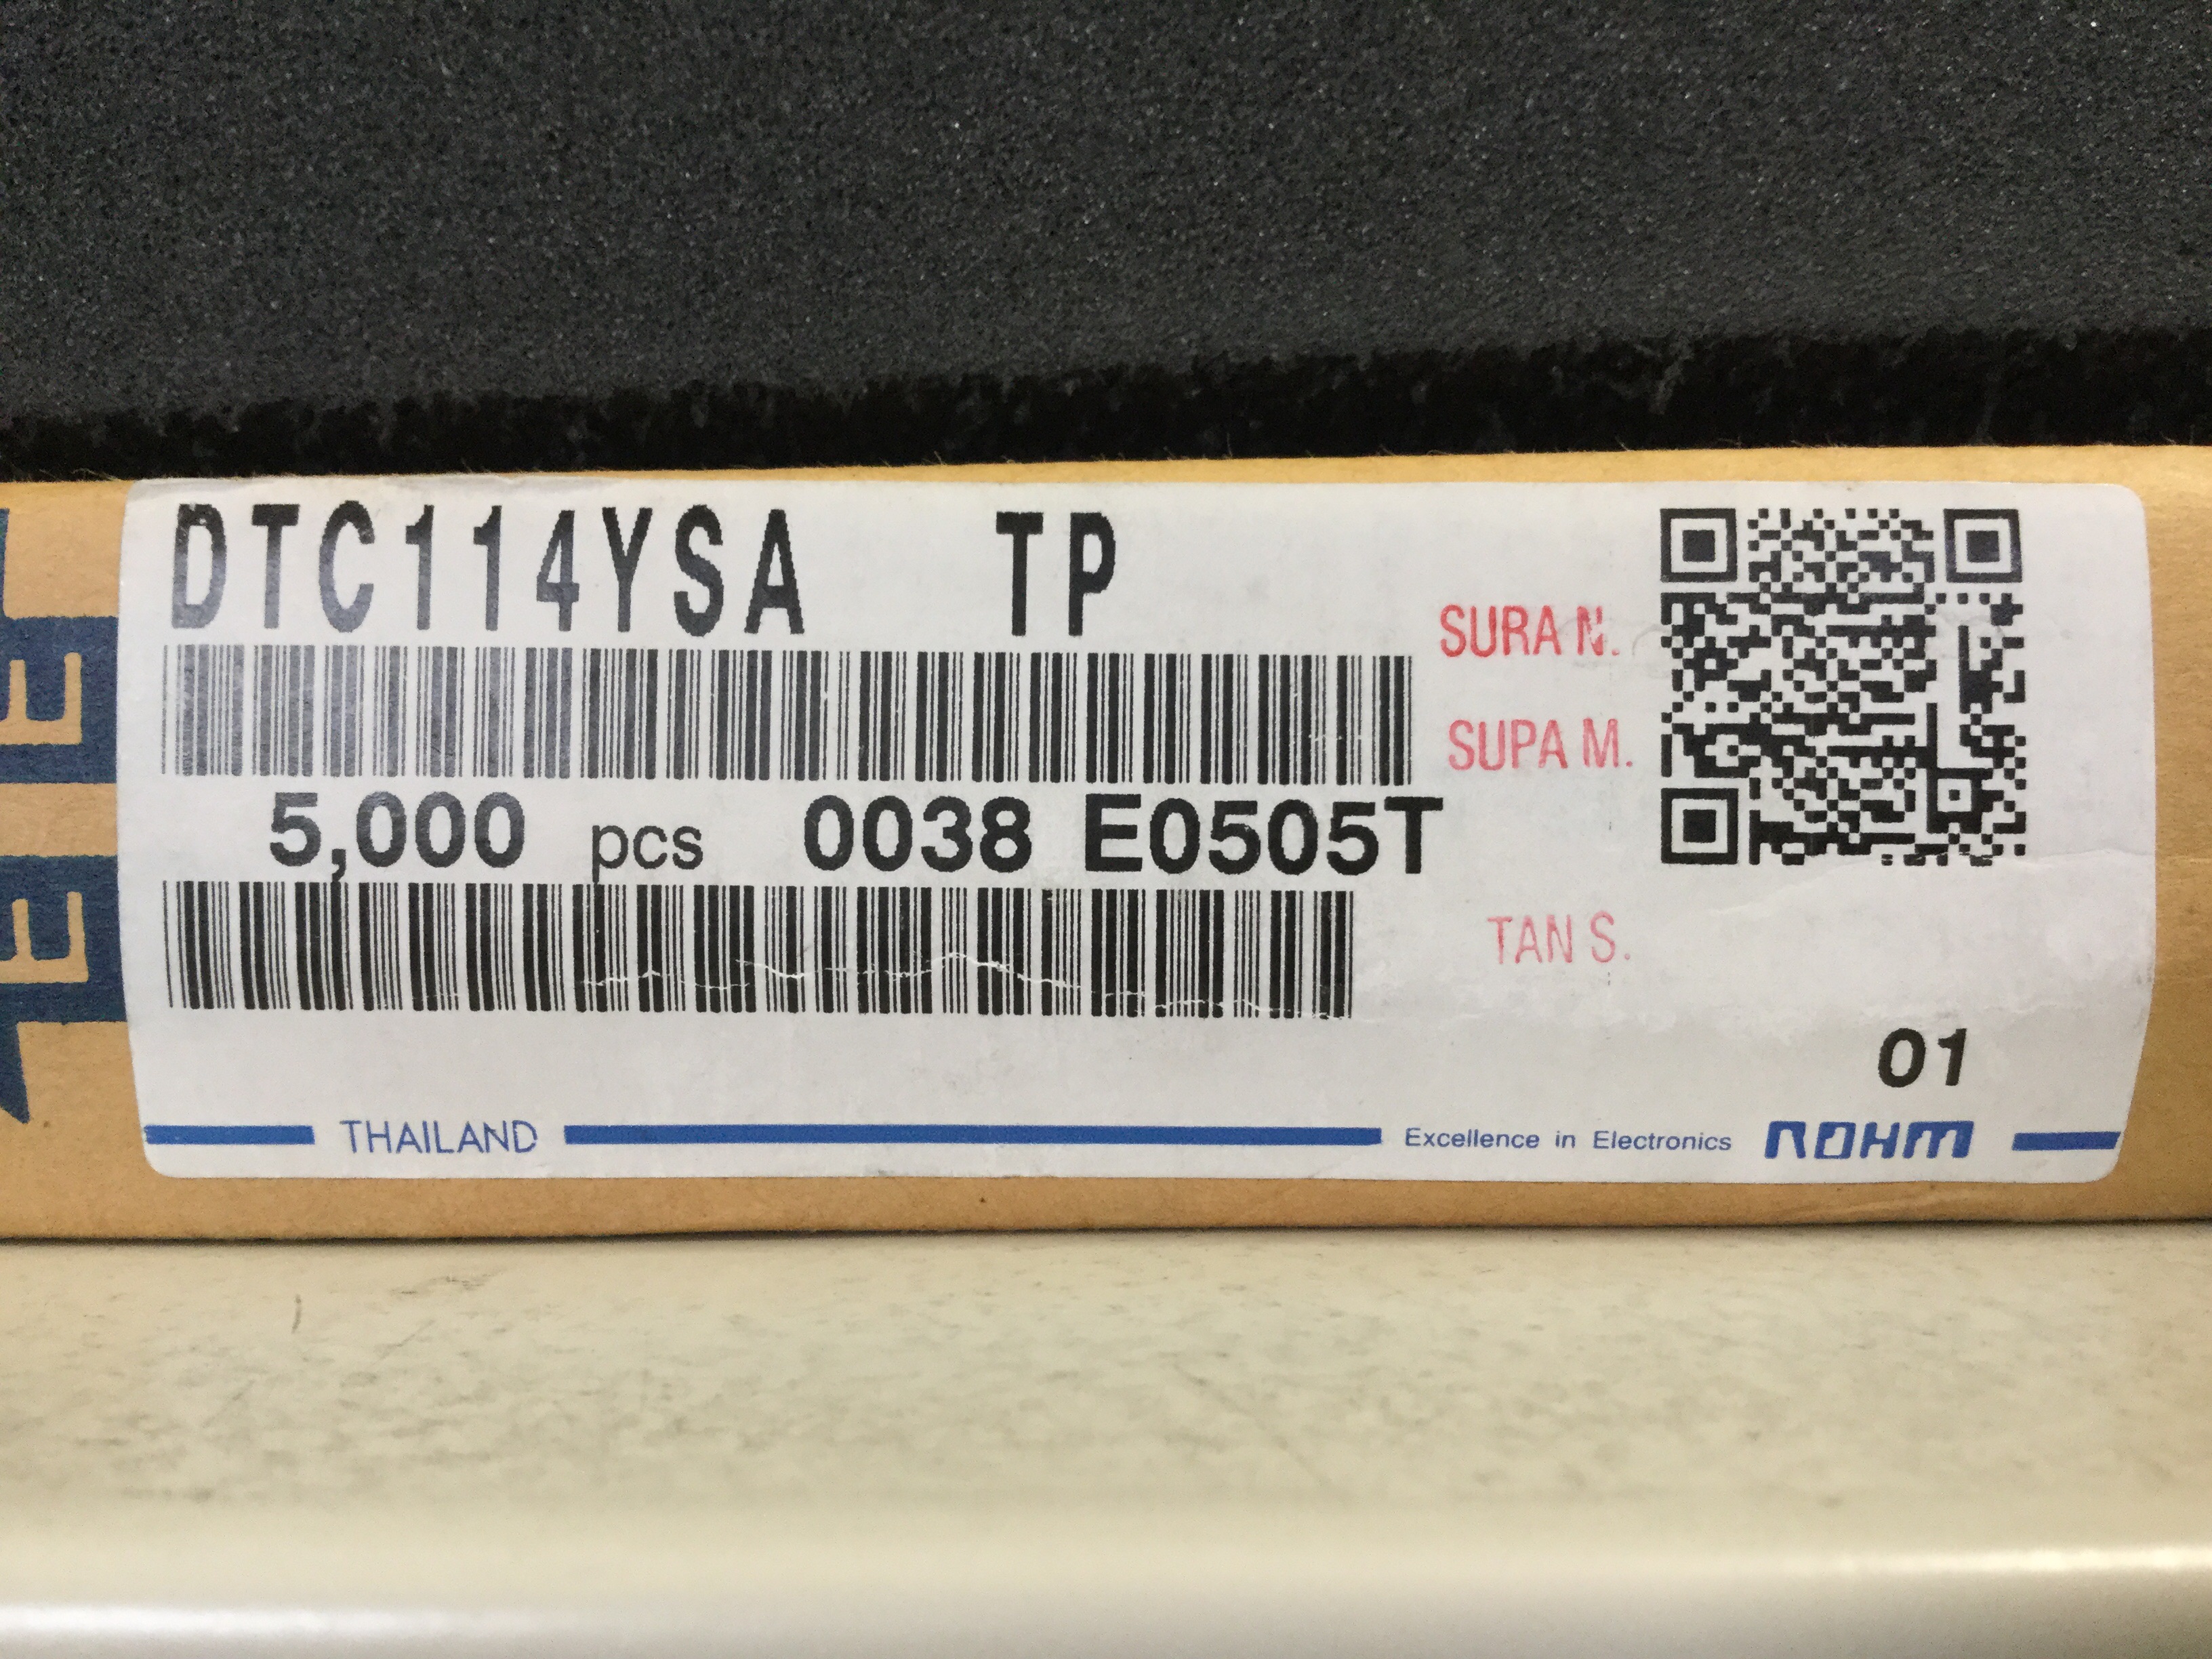 DTC114YSA TP
SURA N.
SUPA M.
5,000 pcs 0038 E0505T
TAN S.
01
THAILAND
Excellence in Electronics ROHM